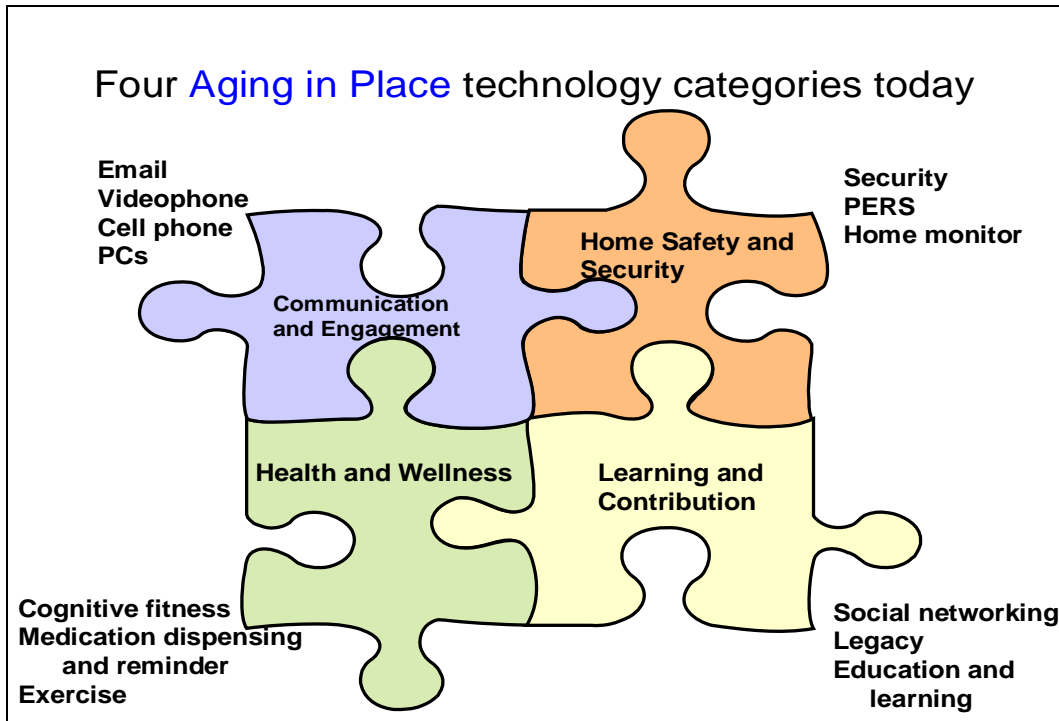 Four Aging in Place technology categories today
Email
Videophone
Cell phone
PCs
Security
PERS
Home monitor
Home Safety and
Security
Communication
and Engagement
Health and Wellness
Learning and
Contribution
Cognitive fitness
Medication dispensing
and reminder
Exercise
Social networking
Legacy
Education and
learning